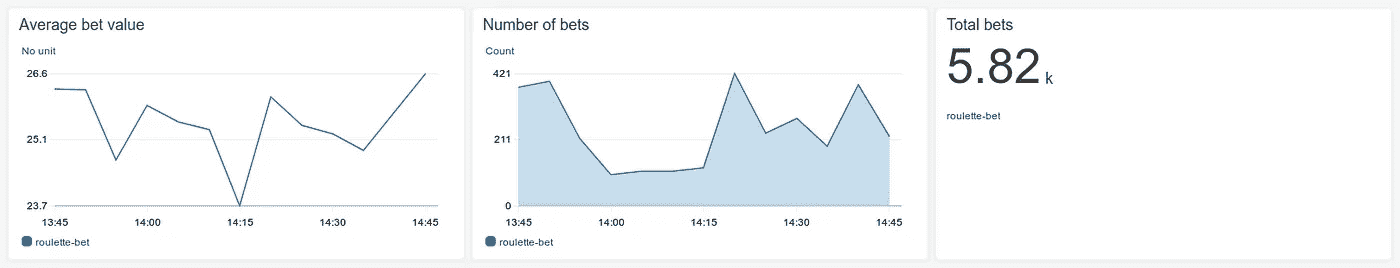 Average bet value
No unit
26.6
25.1
23.7
13:45 14:00 14:15 14:30 14:45
roulette-bet
Number of bets
Count
421
211
0
13:45 14:00 14:15 14:30 14:45
roulette-bet
Total bets
5.82 k
roulette-bet